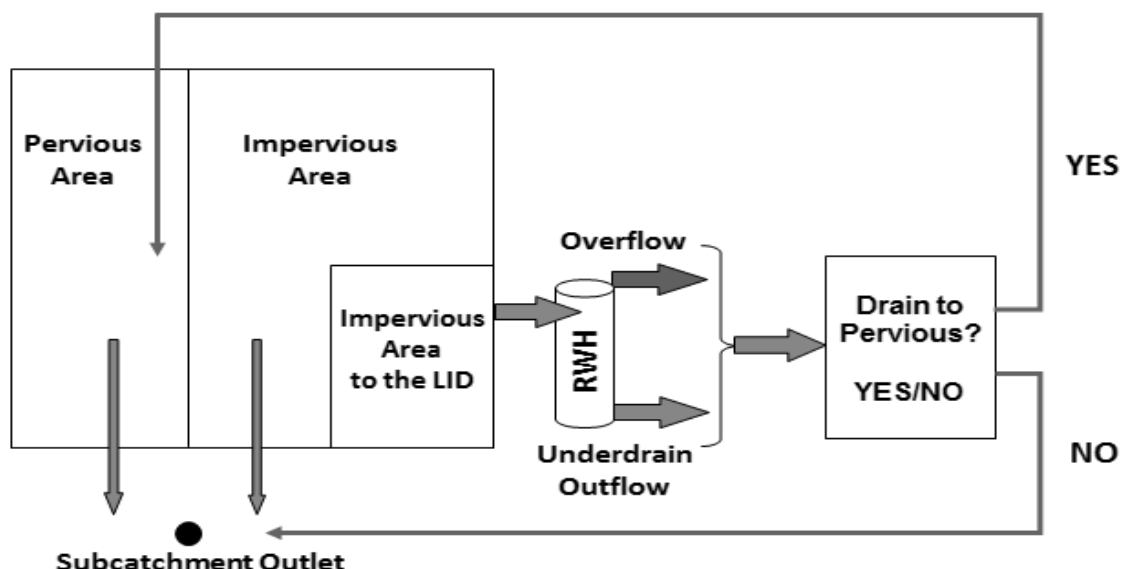 Pervious
Area
Impervious
Area
Impervious
Area
to the LID
Overflow
RWH
Underdrain
Outflow
Drain to
Pervious?
YES/NO
YES
NO
Subcatchment Outlet